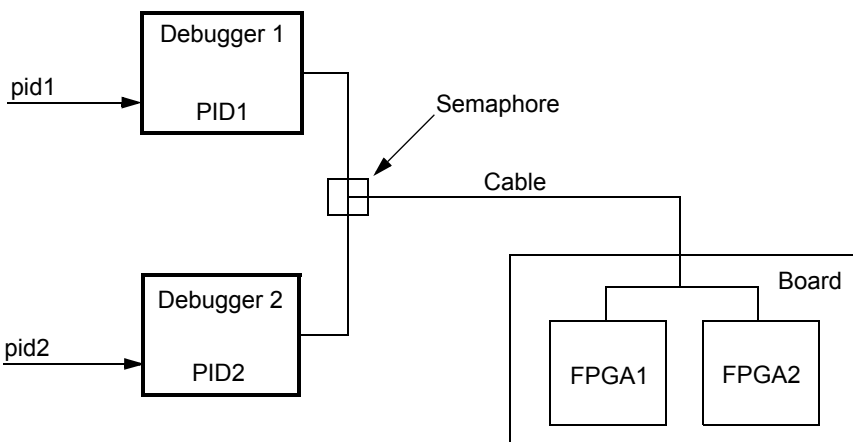 Debugger 1
pid1
PID1
Semaphore
Cable
Board
Debugger 2
pid2
PID2
FPGA1
FPGA2